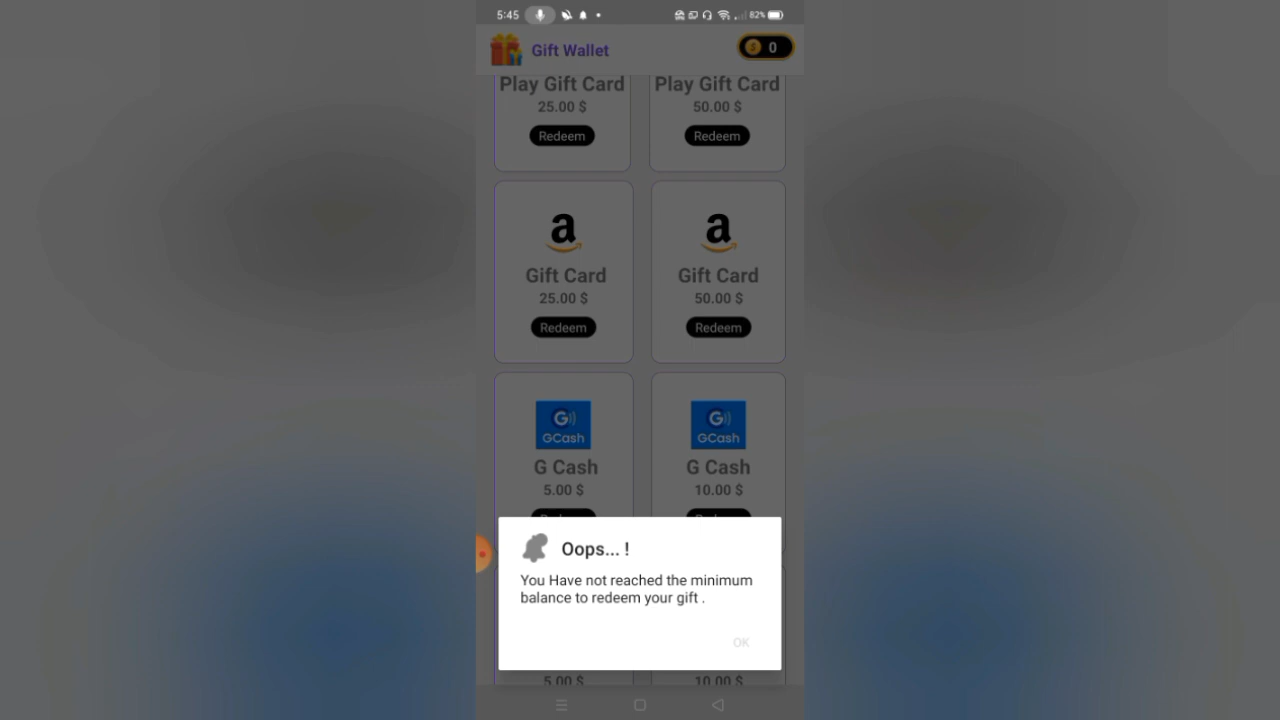 5:45
82%
Gift Wallet
0
Play Gift Card
Play Gift Card
25.00 $
50.00 $
Redeem
Redeem
a
a
Gift Card
Gift Card
25.00 $
50.00 $
Redeem
Redeem
G
GCash
G
GCash
G Cash
G Cash
5.00 $
10.00 $
Oops... !
You Have not reached the minimum
balance to redeem your gift .
OK
5.00 $
10.00 $